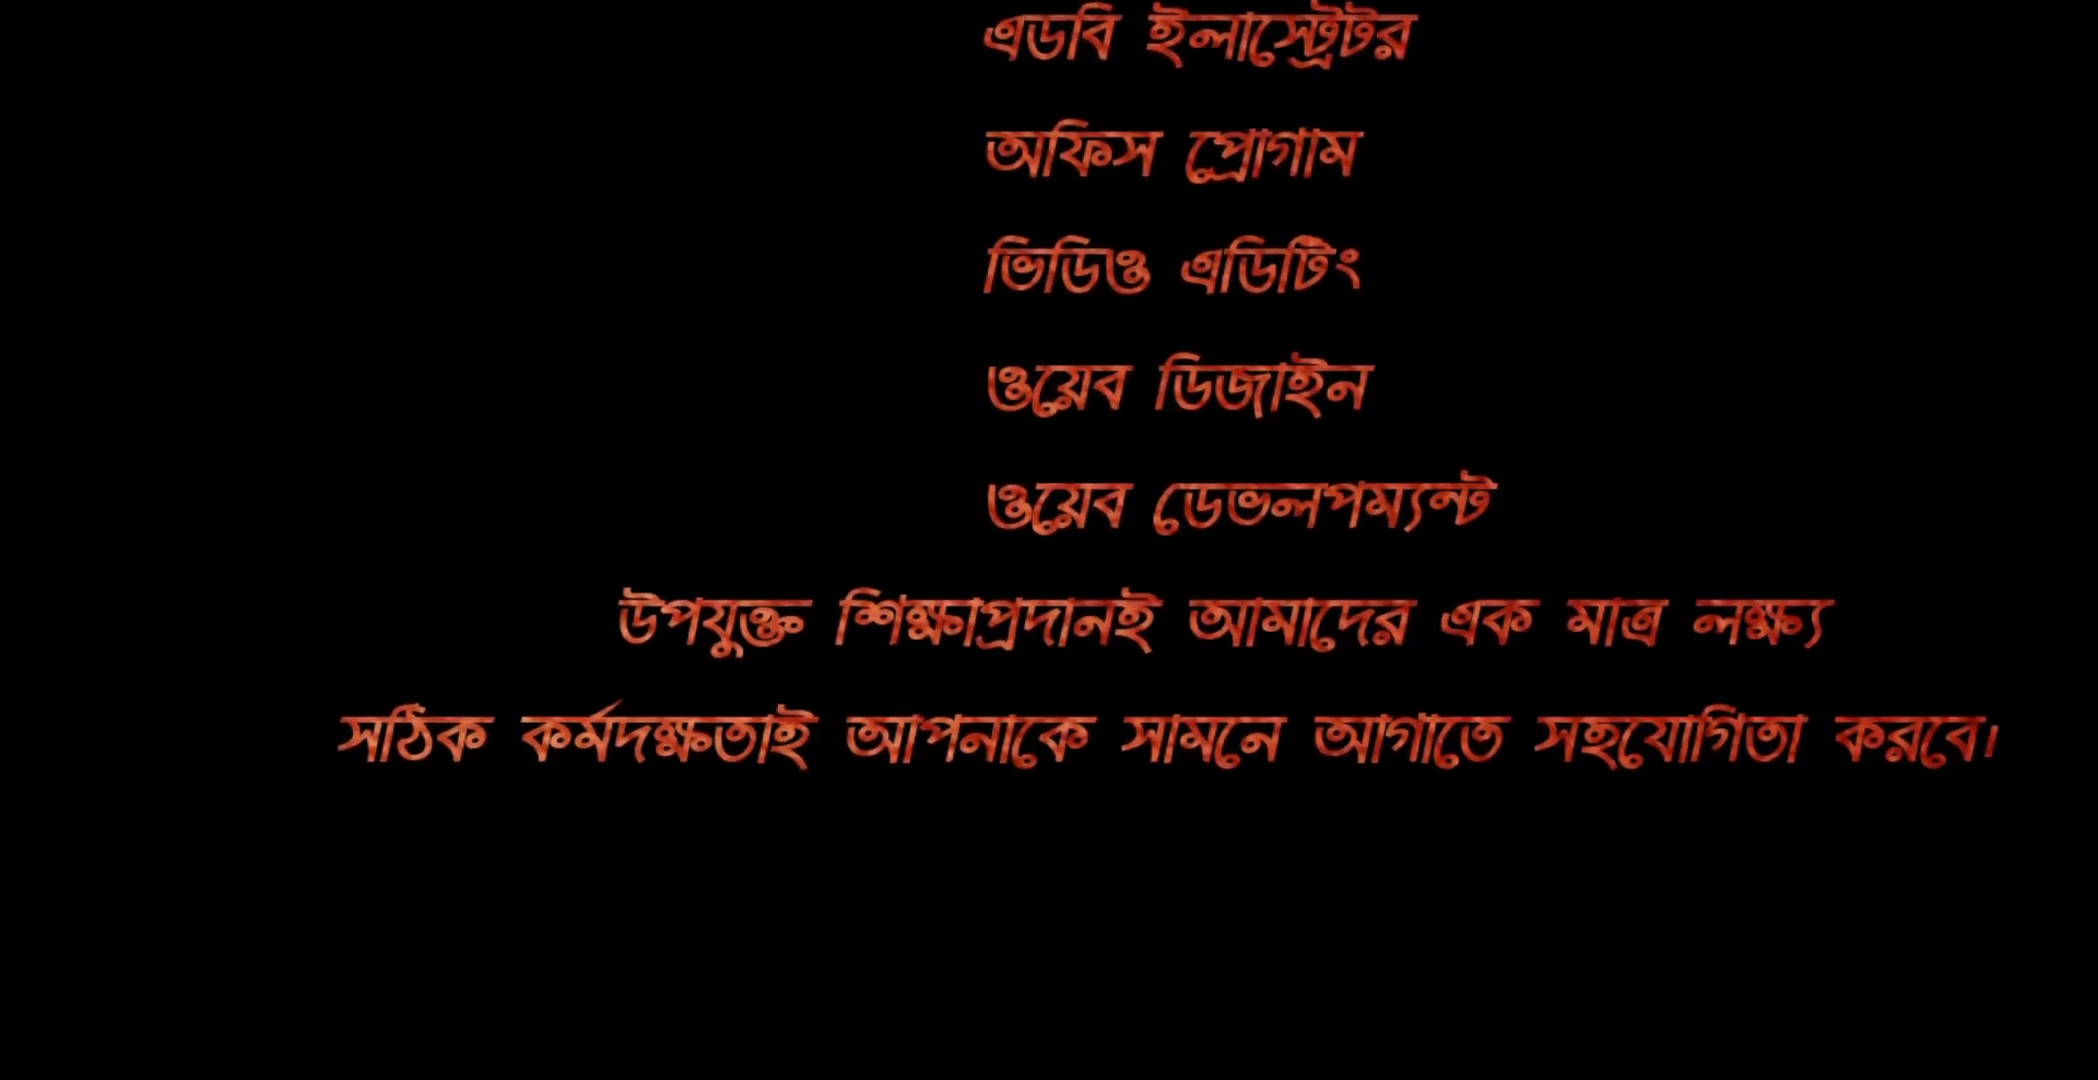 এডবি ইলাস্ট্রেটর
অফিস প্রোগাম
ভিডিও এডিটিং
ওয়েব ডিজাইন
ওয়েব ডেভলপম্যন্ট
উপযুক্ত শিক্ষাপ্রদানই আমাদের এক মাত্র লক্ষ্য
সঠিক কর্মদক্ষতাই আপনাকে সামনে আগাতে সহযোগিতা করবে।